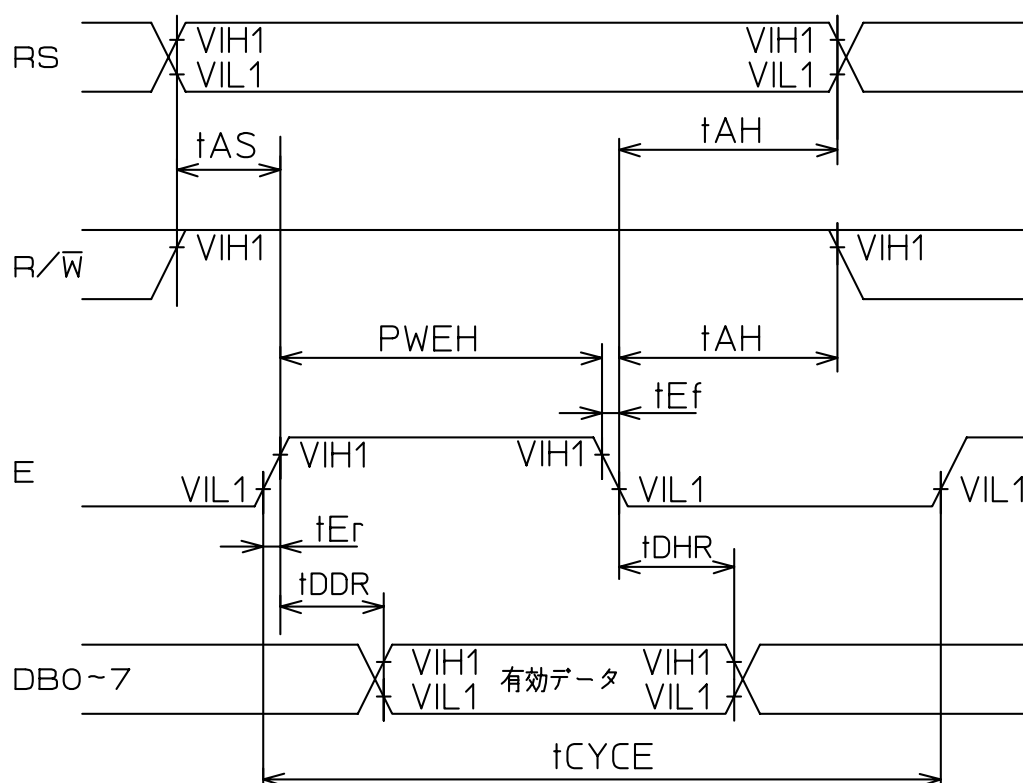 RS
VIH1
VIL1
VIH1
VIL1
tAS
tAH
R/W̅
VIH1
VIH1
PWEH
tAH
tEf
E
VIH1
VIH1
VIL1
VIL1
VIL1
tEr
tDHR
tDDR
DB0~7
VIH1
VIL1
有効データ
VIH1
VIL1
tCYCE